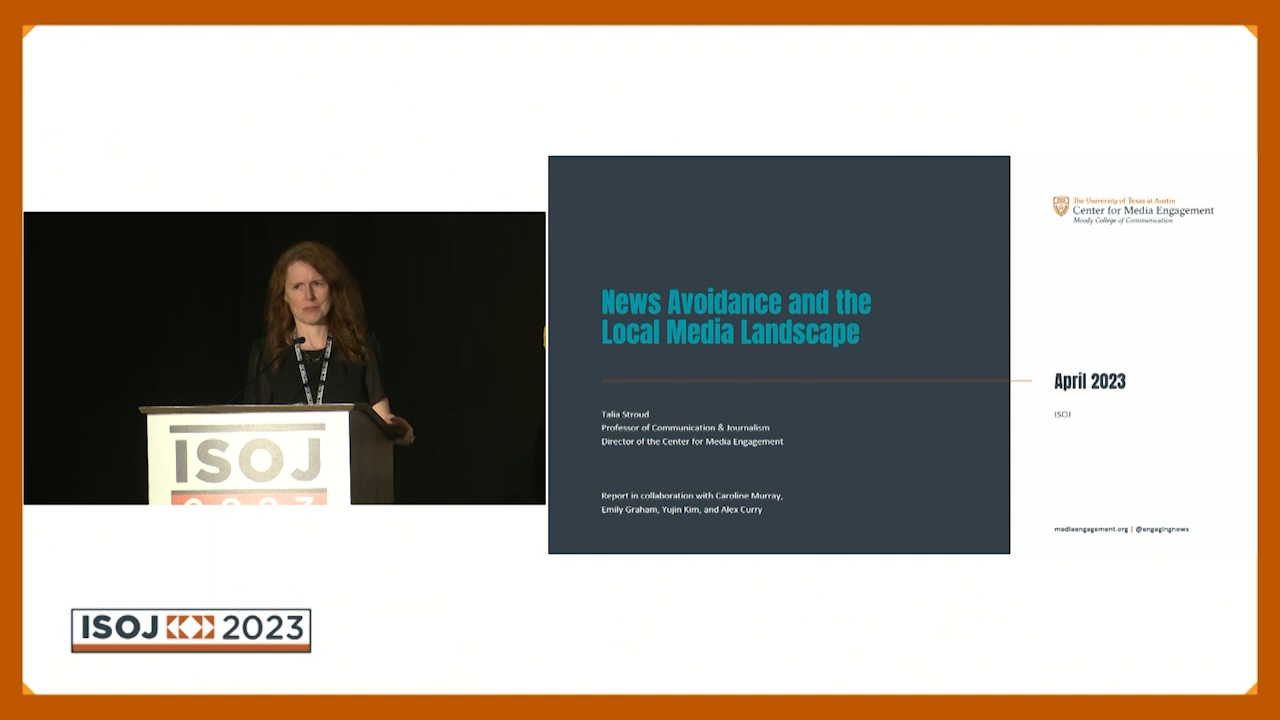 ISOJ
2023
News Avoidance and the
Local Media Landscape
Talia Stroud
Professor of Communication & Journalism
Director of the Center for Media Engagement
Report in collaboration with Caroline Murray,
Emily Graham, Yujin Kim, and Alex Curry
The University of Texas at Austin
Center for Media Engagement
Moody College of Communication
April 2023
ISOJ
mediaengagement.org | @engagingnews
ISOJ 2023